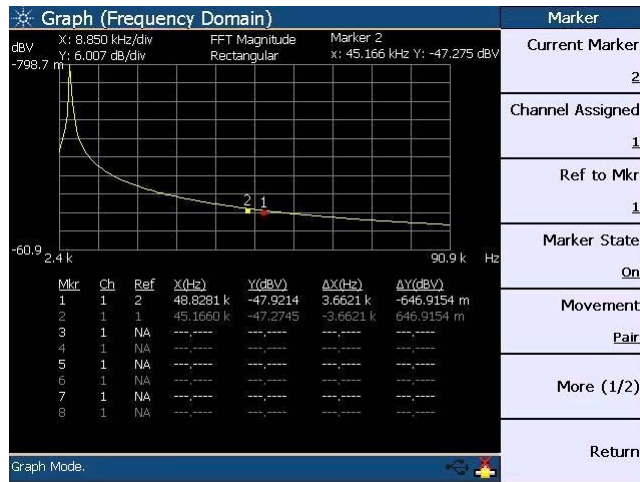 Graph (Frequency Domain)
Marker
dBV
X: 8.850 kHz/div
FFT Magnitude
Marker 2
Y: 6.007 dB/div
Rectangular
x: 45.166 kHz Y: -47.275 dBV
-798.7 m
2 1
-60.9
2.4 k
90.9 k Hz
Mkr Ch Ref X(Hz) Y(dBV) ΔX(Hz) ΔY(dBV)
1 1 2 48.8281 k -47.9214 3.6621 k -646.9154 m
2 1 1 45.1660 k -47.2745 -3.6621 k 646.9154 m
3 1 NA ---.---- ---.---- ---.---- ---.----
4 1 NA ---.---- ---.---- ---.---- ---.----
5 1 NA ---.---- ---.---- ---.---- ---.----
6 1 NA ---.---- ---.---- ---.---- ---.----
7 1 NA ---.---- ---.---- ---.---- ---.----
8 1 NA ---.---- ---.---- ---.---- ---.----
Graph Mode.
Current Marker
2
Channel Assigned
1
Ref to Mkr
1
Marker State
On
Movement
Pair
More (1/2)
Return